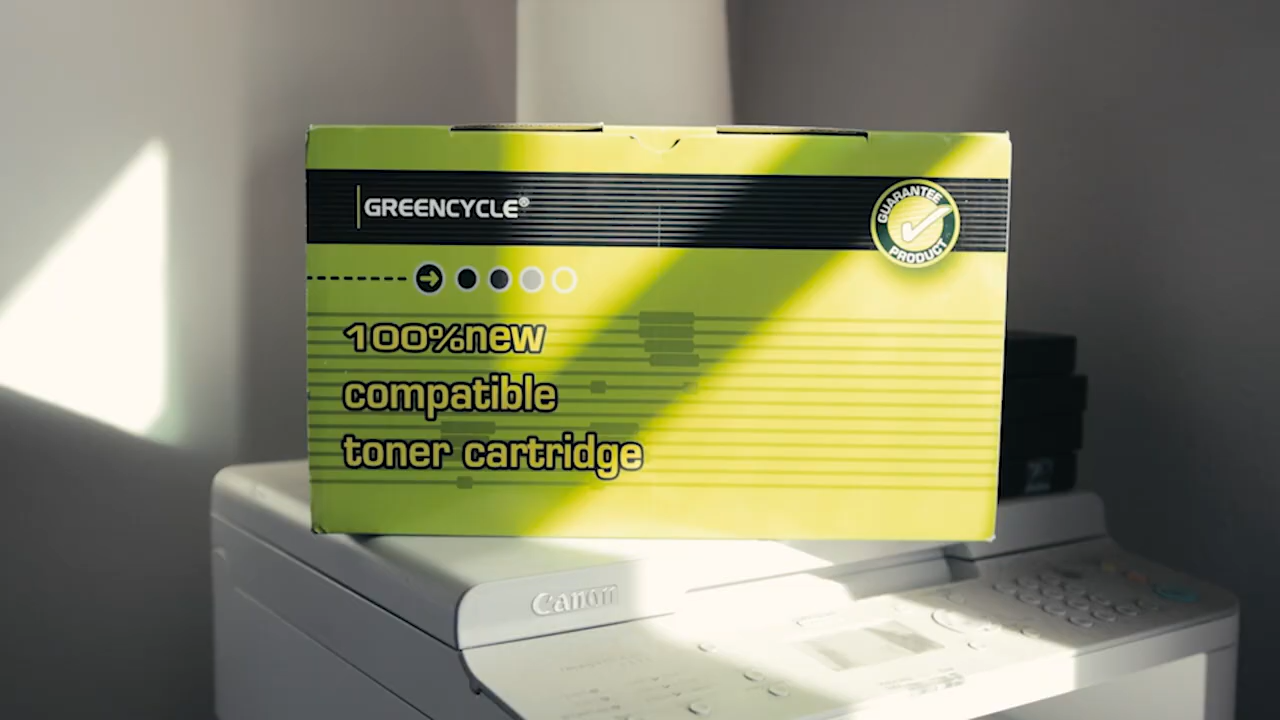 GREENCYCLE®
GUARANTEE
PRODUCT
100%new
compatible
toner cartridge
Canon